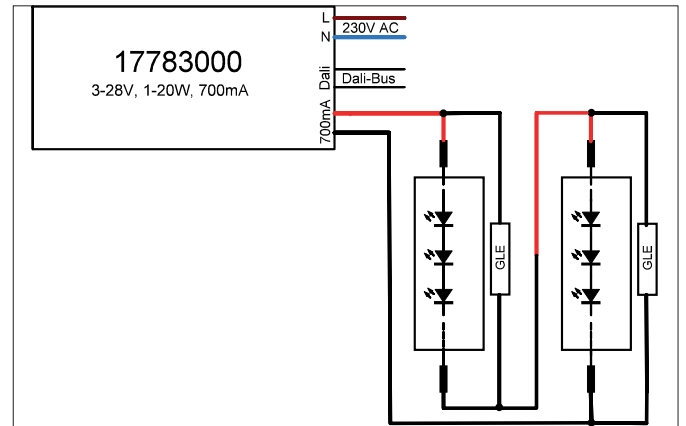 L
230V AC
N
17783000
3-28V, 1-20W, 700mA
Dali
Dali-Bus
700mA
GLE
GLE